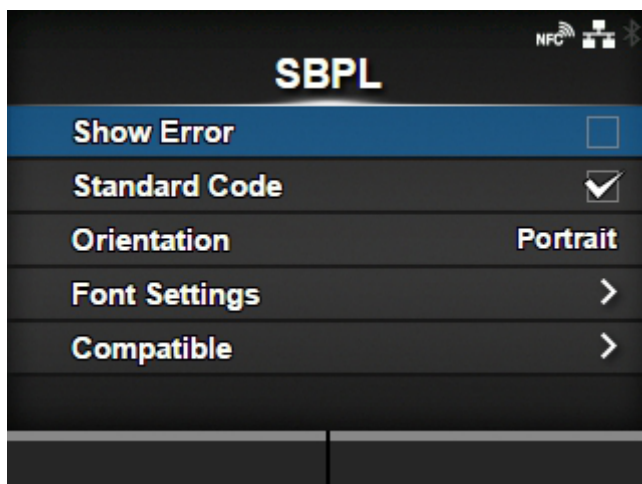 NFC
SBPL
Show Error
Standard Code
Orientation Portrait
Font Settings
Compatible